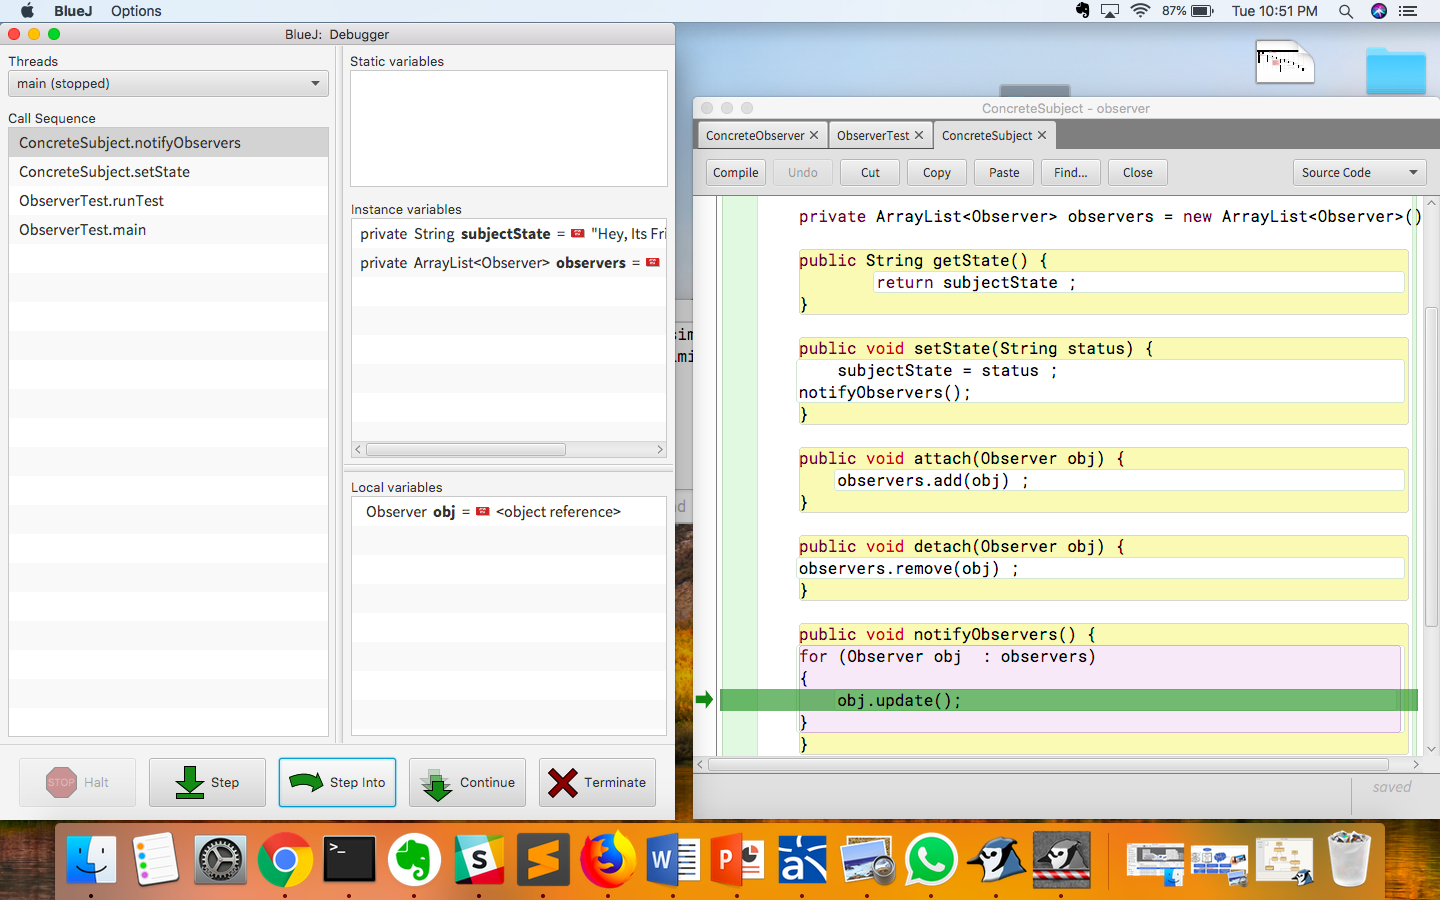 BlueJ Options
87% Tue 10:51 PM
BlueJ: Debugger
Threads
main (stopped)
Call Sequence
ConcreteSubject.notifyObservers
ConcreteSubject.setState
ObserverTest.runTest
ObserverTest.main
Static variables
Instance variables
private String subjectState = "Hey, Its Fri
private ArrayList<Observer> observers =
Local variables
Observer obj = <object reference>
STOP Halt
Step
Step Into
Continue
Terminate
ConcreteSubject - observer
ConcreteObserver ✕ ObserverTest ✕ ConcreteSubject ✕
Compile Undo Cut Copy Paste Find... Close Source Code
private ArrayList<Observer> observers = new ArrayList<Observer>()
public String getState() {
return subjectState ;
}
public void setState(String status) {
subjectState = status ;
notifyObservers();
}
public void attach(Observer obj) {
observers.add(obj) ;
}
public void detach(Observer obj) {
observers.remove(obj) ;
}
public void notifyObservers() {
for (Observer obj  : observers)
{
obj.update();
}
}
saved